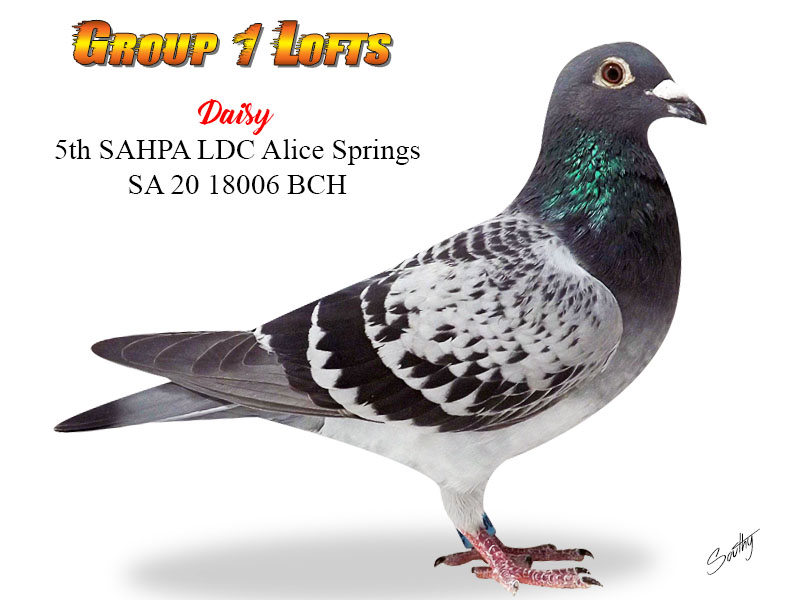 Group 1 Lofts
Daisy
5th SAHPA LDC Alice Springs
SA 20 18006 BCH
Southy